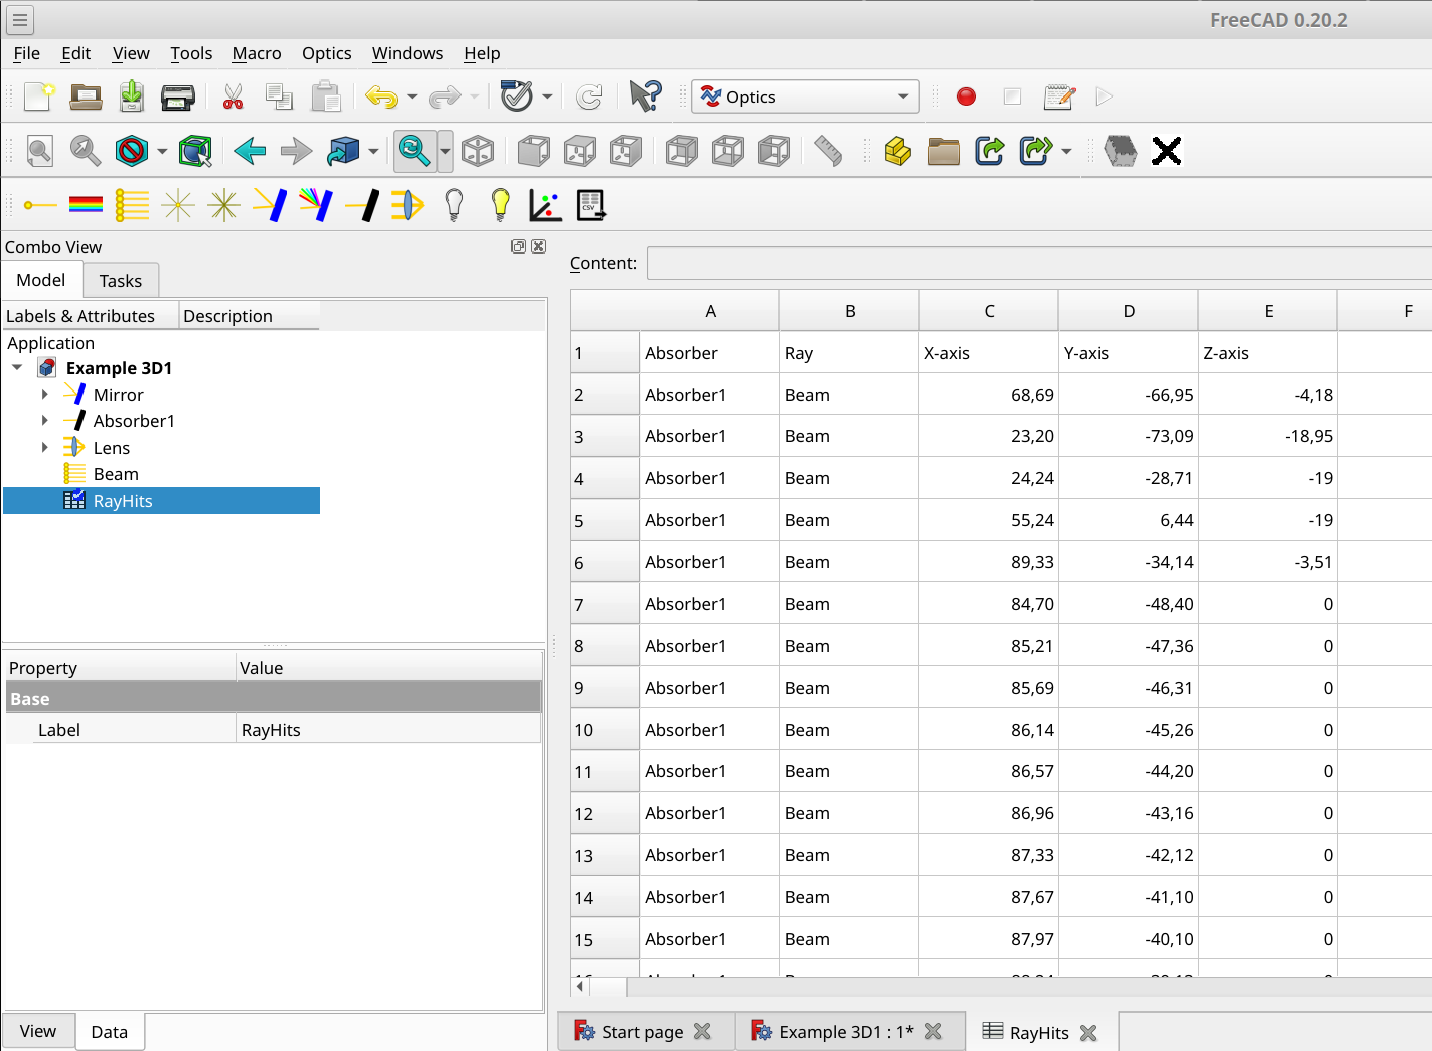 FreeCAD 0.20.2
File Edit View Tools Macro Optics Windows Help
Optics
CSV
Combo View
Model Tasks
Labels & Attributes Description
Application
Example 3D1
Mirror
Absorber1
Lens
Beam
RayHits
Property Value
Base
Label RayHits
View Data
Content:
A B C D E F
1 Absorber Ray X-axis Y-axis Z-axis
2 Absorber1 Beam 68,69 -66,95 -4,18
3 Absorber1 Beam 23,20 -73,09 -18,95
4 Absorber1 Beam 24,24 -28,71 -19
5 Absorber1 Beam 55,24 6,44 -19
6 Absorber1 Beam 89,33 -34,14 -3,51
7 Absorber1 Beam 84,70 -48,40 0
8 Absorber1 Beam 85,21 -47,36 0
9 Absorber1 Beam 85,69 -46,31 0
10 Absorber1 Beam 86,14 -45,26 0
11 Absorber1 Beam 86,57 -44,20 0
12 Absorber1 Beam 86,96 -43,16 0
13 Absorber1 Beam 87,33 -42,12 0
14 Absorber1 Beam 87,67 -41,10 0
15 Absorber1 Beam 87,97 -40,10 0
Start page Example 3D1 : 1* RayHits